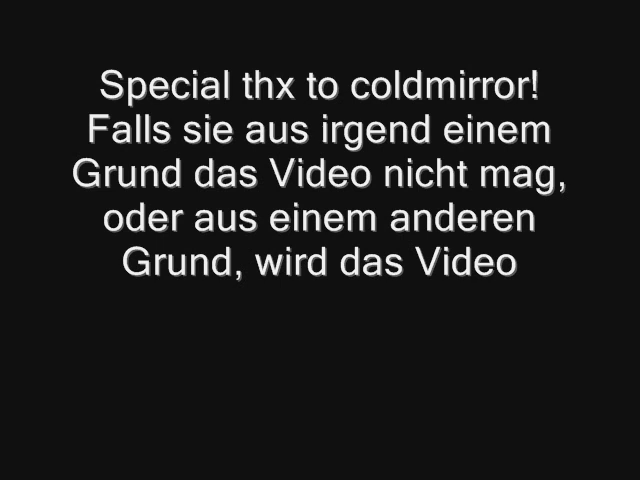 Special thx to coldmirror!
Falls sie aus irgend einem
Grund das Video nicht mag,
oder aus einem anderen
Grund, wird das Video